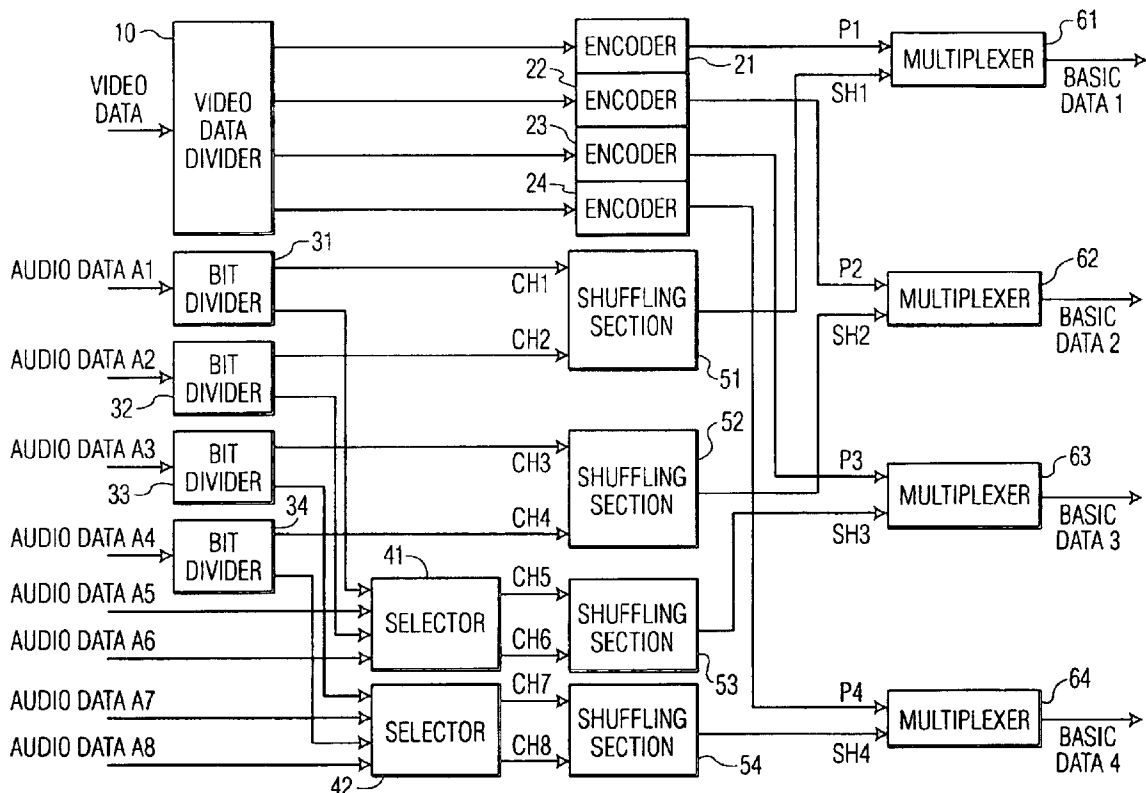 10
VIDEO
DATA
VIDEO
DATA
DIVIDER
22
23
24
ENCODER
ENCODER
ENCODER
ENCODER
21
P1
SH1
61
MULTIPLEXER
BASIC
DATA 1
AUDIO DATA A1
31
BIT
DIVIDER
CH1
CH2
SHUFFLING
SECTION
51
P2
SH2
62
MULTIPLEXER
BASIC
DATA 2
AUDIO DATA A2
32
BIT
DIVIDER
AUDIO DATA A3
33
BIT
DIVIDER
CH3
CH4
52
SHUFFLING
SECTION
P3
SH3
63
MULTIPLEXER
BASIC
DATA 3
AUDIO DATA A4
34
BIT
DIVIDER
AUDIO DATA A5
AUDIO DATA A6
41
SELECTOR
CH5
CH6
SHUFFLING
SECTION
53
AUDIO DATA A7
AUDIO DATA A8
SELECTOR
42
CH7
CH8
SHUFFLING
SECTION
54
P4
SH4
64
MULTIPLEXER
BASIC
DATA 4